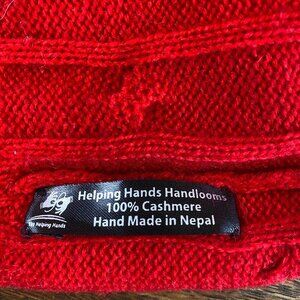 Helping Hands Handlooms
100% Cashmere
Hand Made in Nepal
Helping Hands